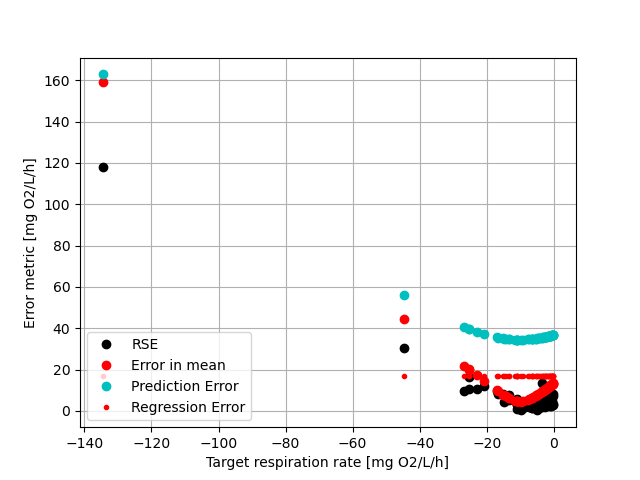 160
140
120
100
80
60
40
20
0
Error metric [mg O2/L/h]
RSE
Error in mean
Prediction Error
Regression Error
−140 −120 −100 −80 −60 −40 −20 0
Target respiration rate [mg O2/L/h]